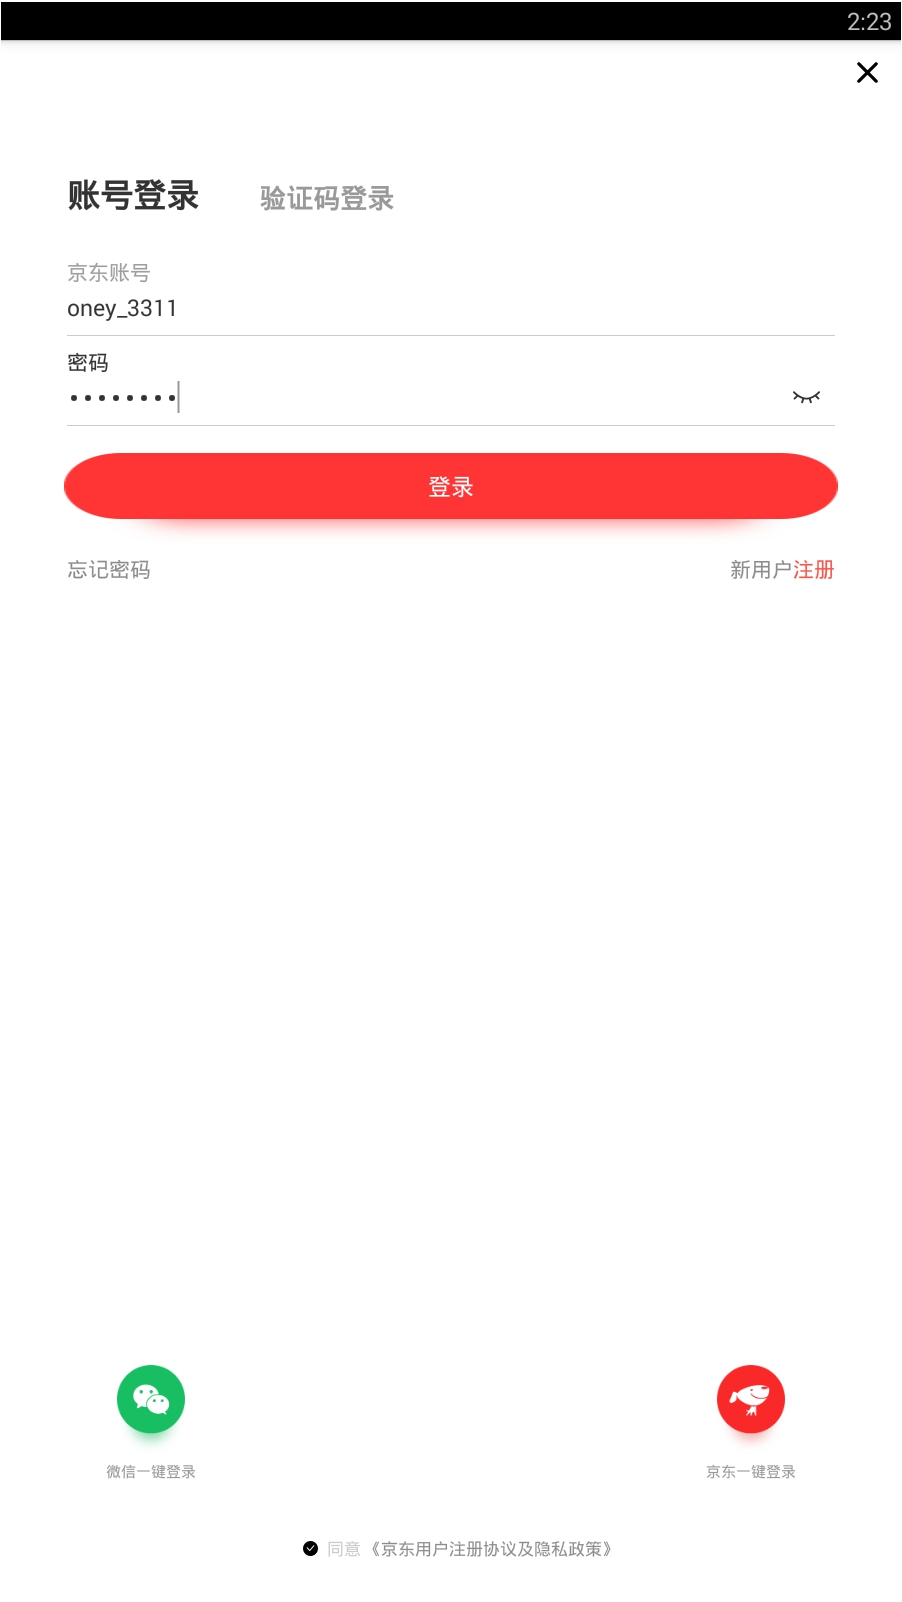 2:23
账号登录 验证码登录
京东账号
oney_3311
密码
••••••••
登录
忘记密码 新用户注册
微信一键登录 京东一键登录
同意《京东用户注册协议及隐私政策》